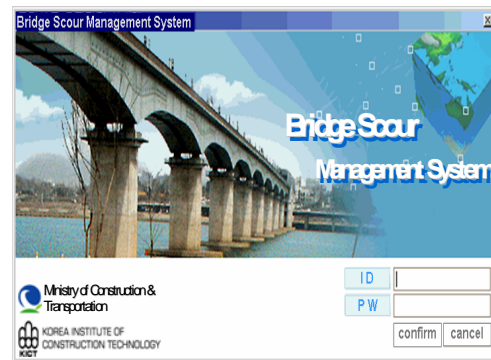 Bridge Scour Management System
x
Bridge Scour
Management System
ID
PW
Ministry of Construction &
Transportation
KOREA INSTITUTE OF
CONSTRUCTION TECHNOLOGY
KICT
confirm cancel